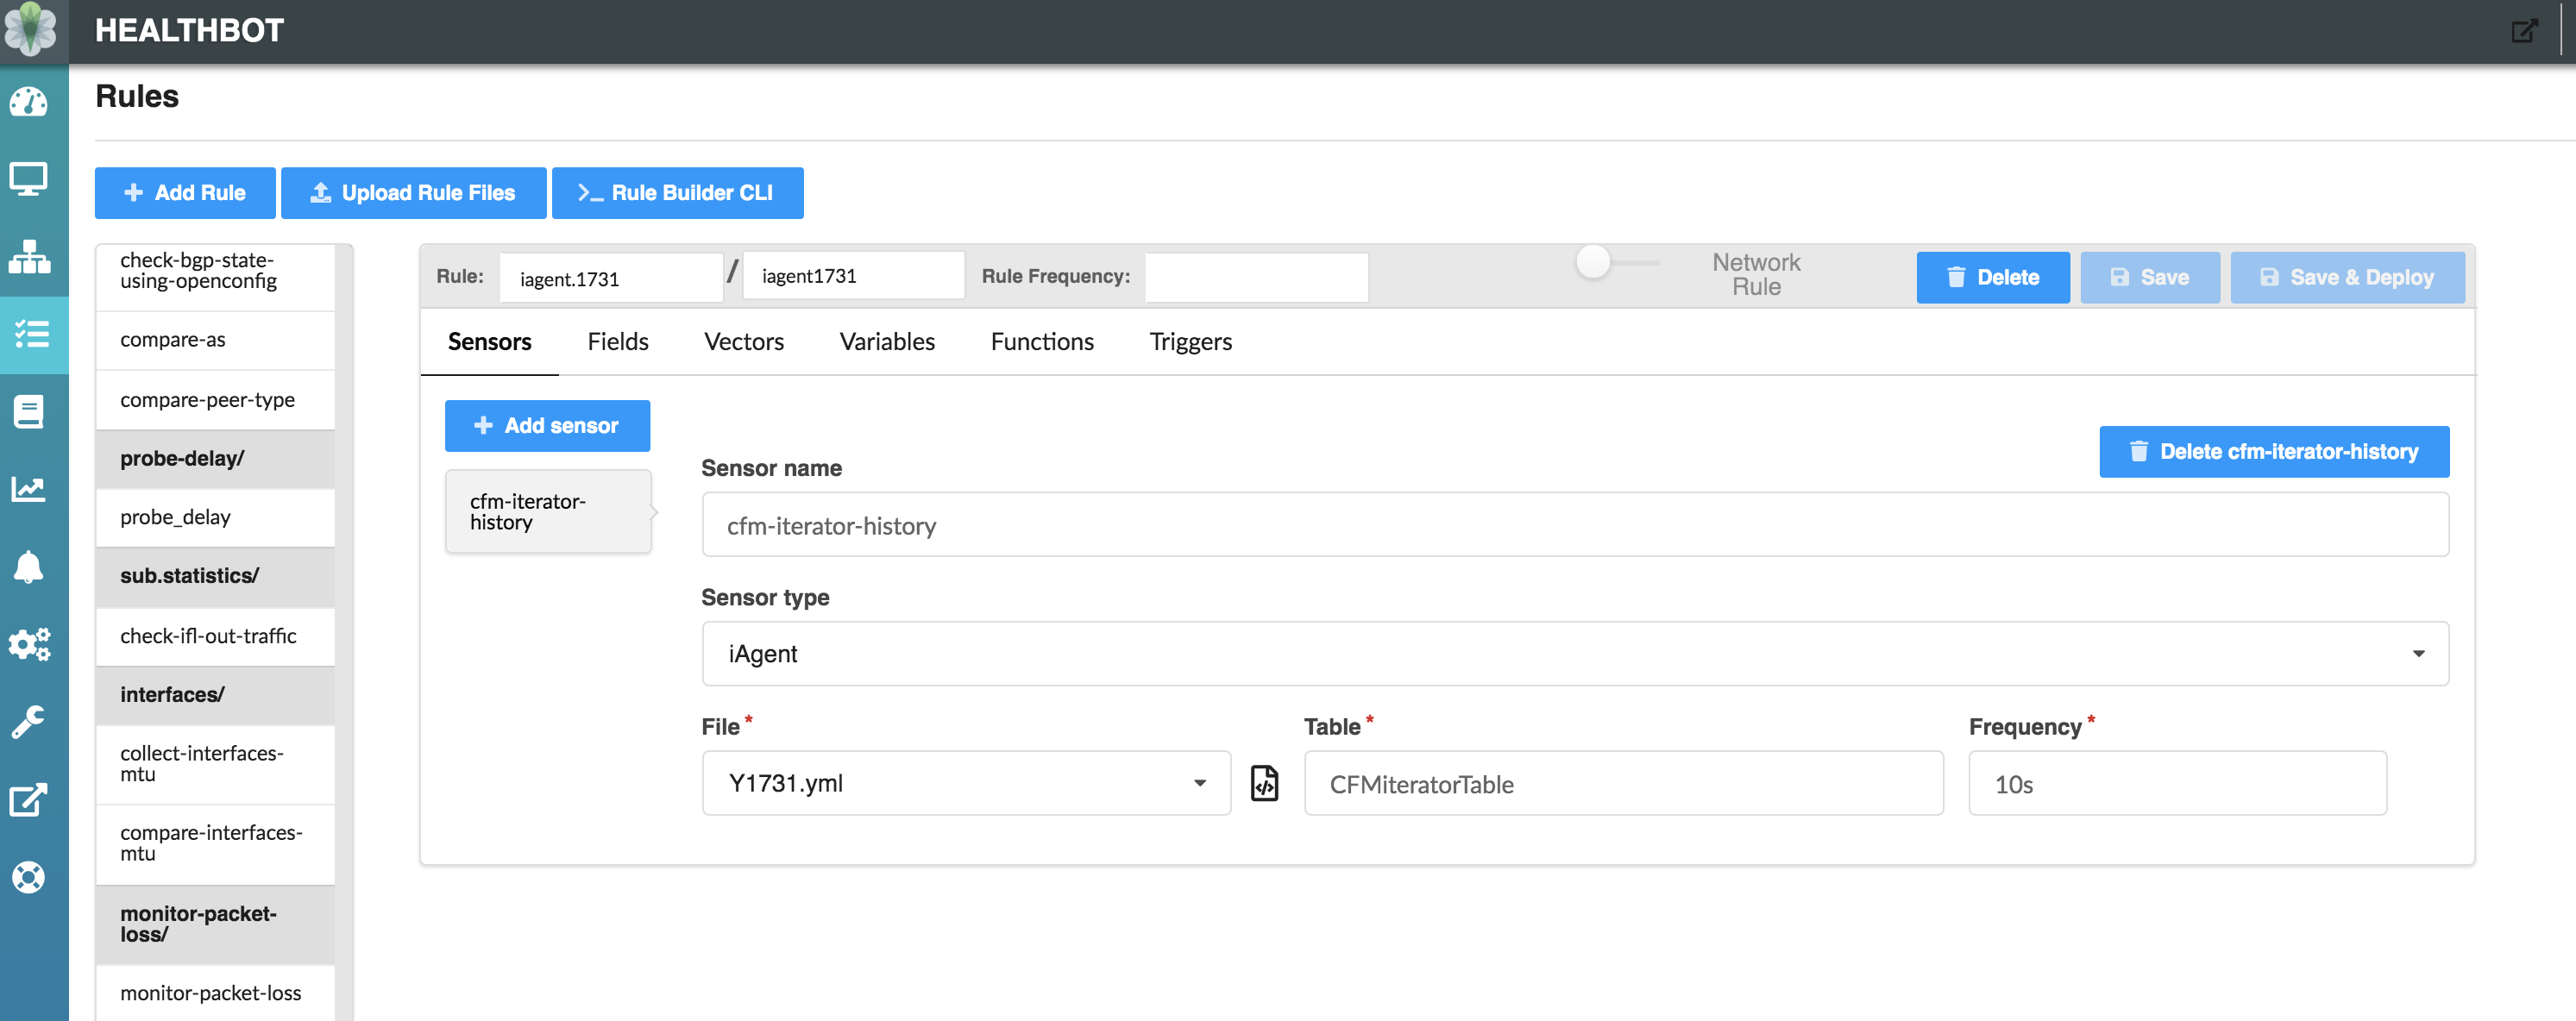 HEALTHBOT
Rules
Add Rule
Upload Rule Files
Rule Builder CLI
check-bgp-state-
using-openconfig
compare-as
compare-peer-type
probe-delay/
probe_delay
sub.statistics/
check-ifl-out-traffic
interfaces/
collect-interfaces-
mtu
compare-interfaces-
mtu
monitor-packet-
loss/
monitor-packet-loss
Rule: iagent.1731 / iagent1731 Rule Frequency:
Network
Rule
Delete
Save
Save & Deploy
Sensors Fields Vectors Variables Functions Triggers
Add sensor
cfm-iterator-
history
Delete cfm-iterator-history
Sensor name
cfm-iterator-history
Sensor type
iAgent
File * Table * Frequency *
Y1731.yml CFMiteratorTable 10s